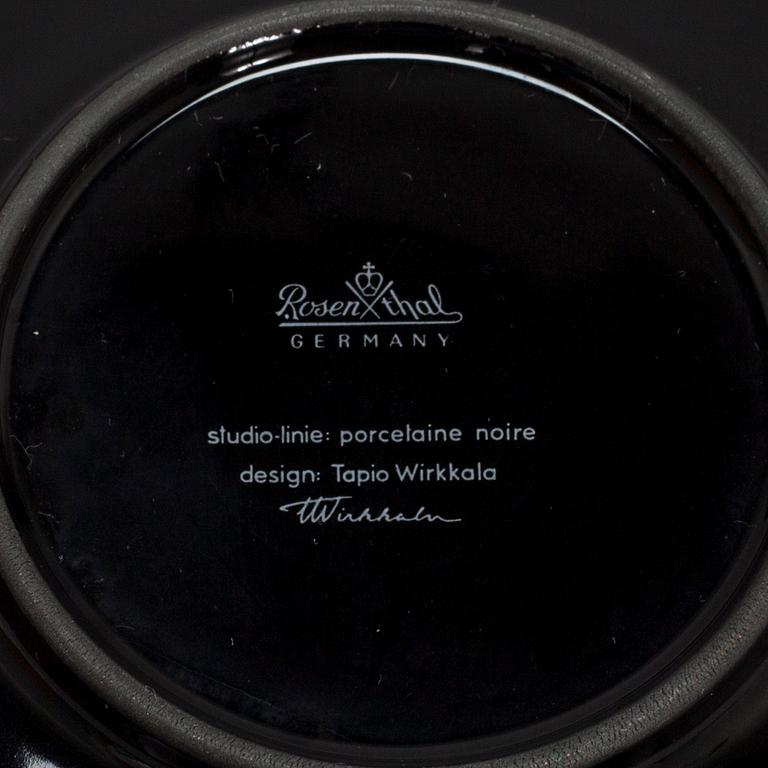 Rosenthal
GERMANY
studio-linie: porcelaine noire
design: Tapio Wirkkala
TWirkkala